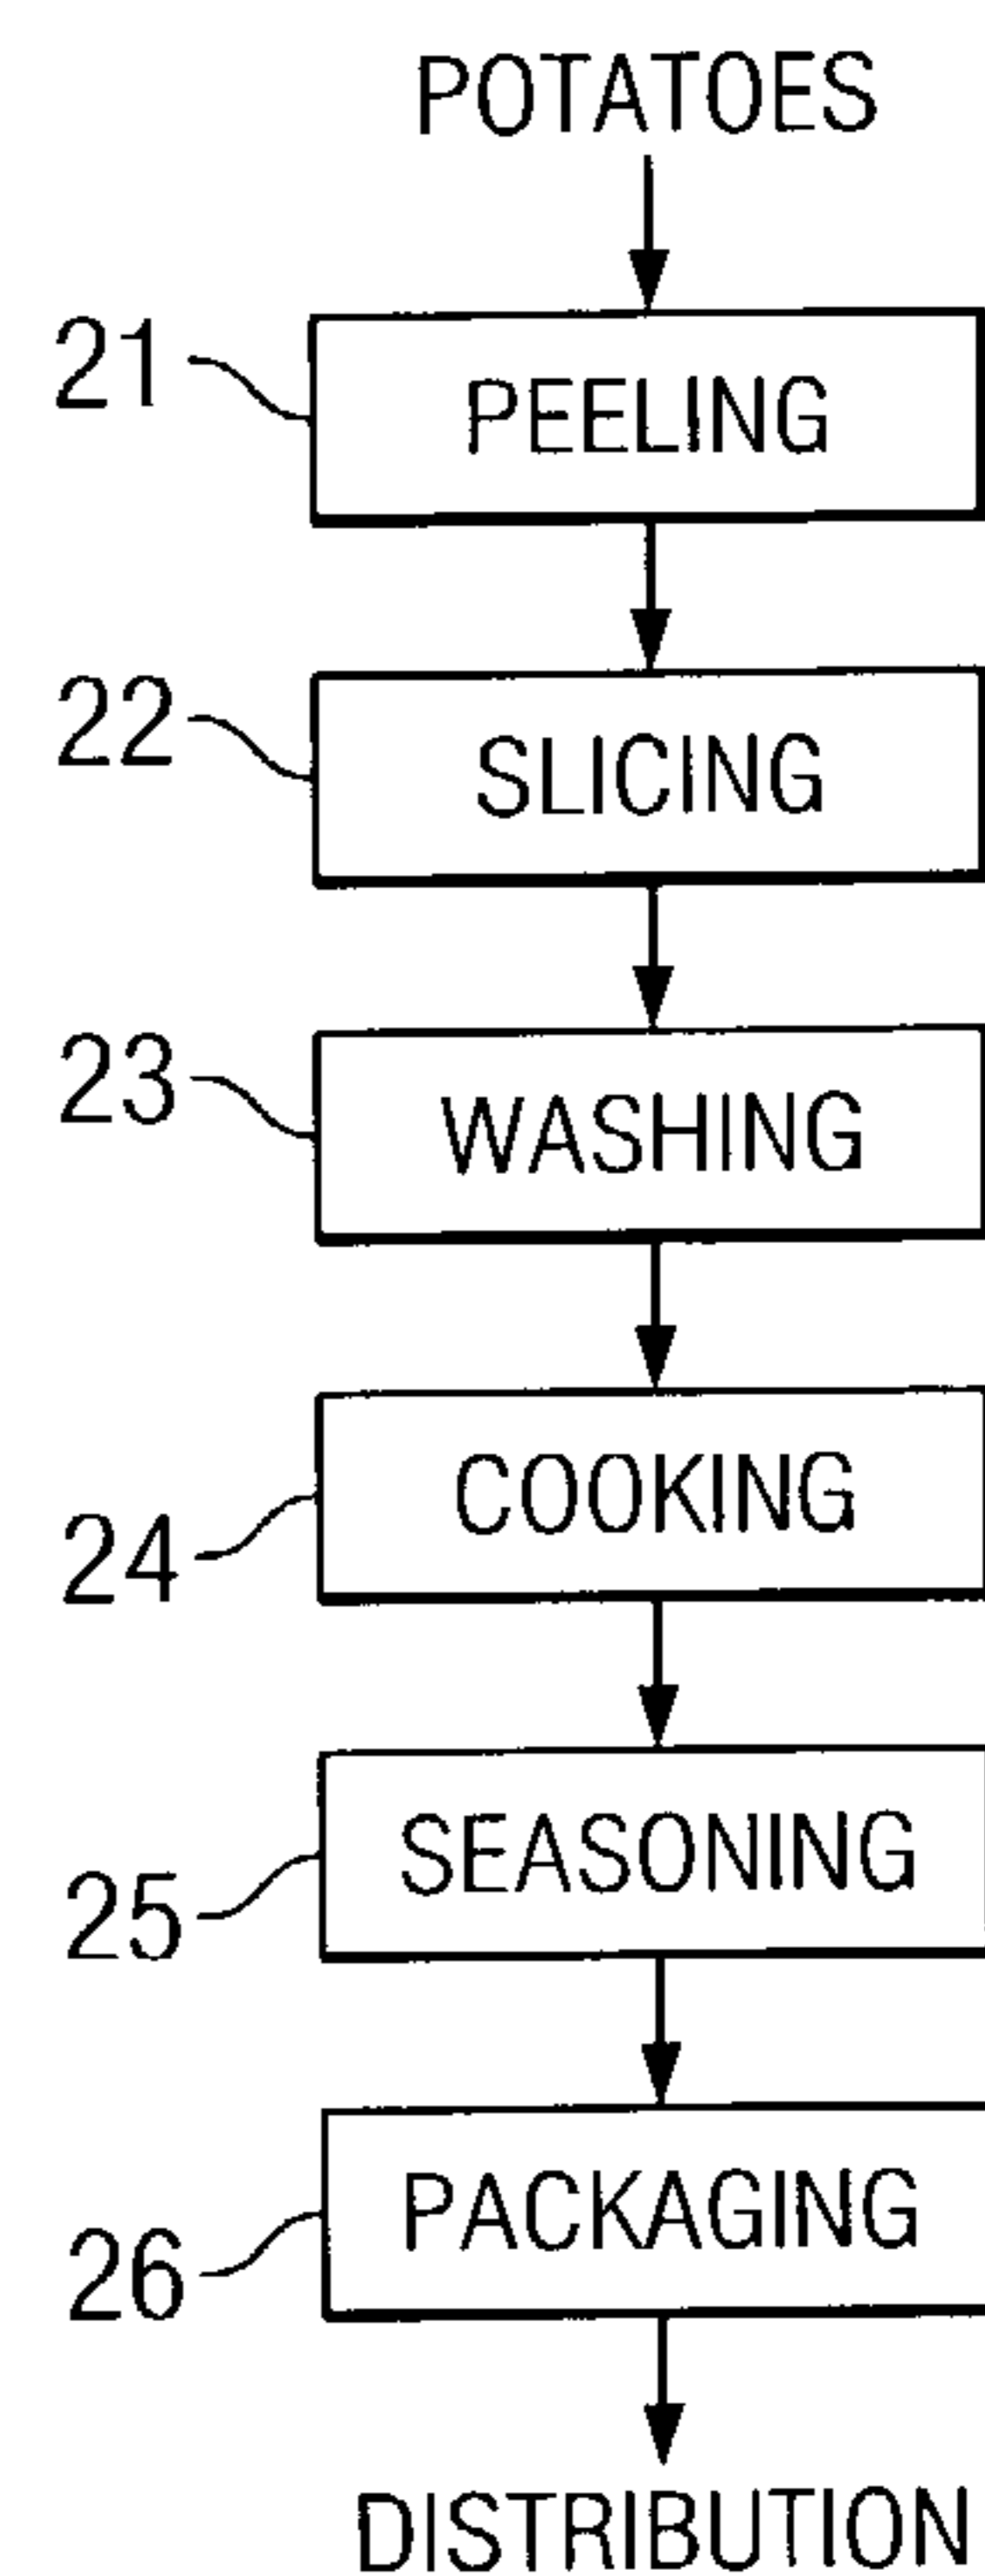 POTATOES
21 PEELING
22 SLICING
23 WASHING
24 COOKING
25 SEASONING
26 PACKAGING
DISTRIBUTION